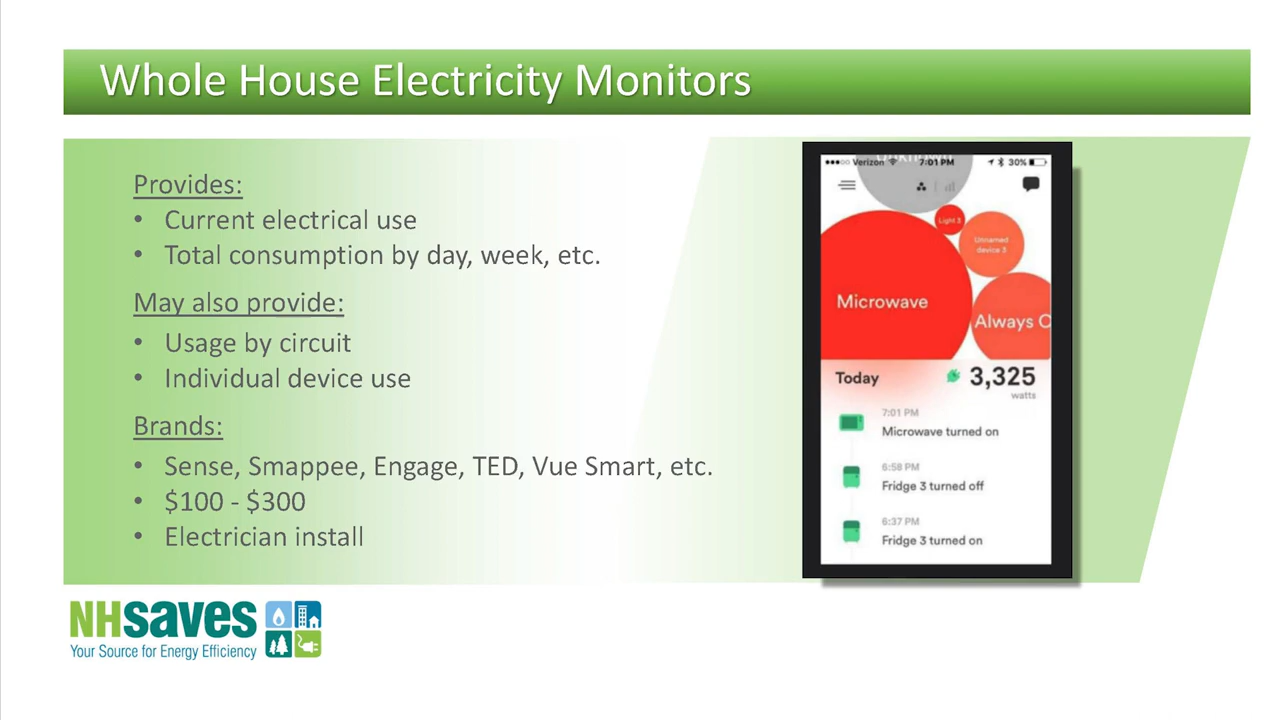 Whole House Electricity Monitors
Provides:
• Current electrical use
• Total consumption by day, week, etc.
May also provide:
• Usage by circuit
• Individual device use
Brands:
• Sense, Smappee, Engage, TED, Vue Smart, etc.
• $100 - $300
• Electrician install
Verizon 7:01 PM 30%
Light 3
Unnamed
device 3
Microwave
Always O
Today 3,325
watts
7:01 PM
Microwave turned on
6:58 PM
Fridge 3 turned off
6:37 PM
Fridge 3 turned on
NHsaves
Your Source for Energy Efficiency